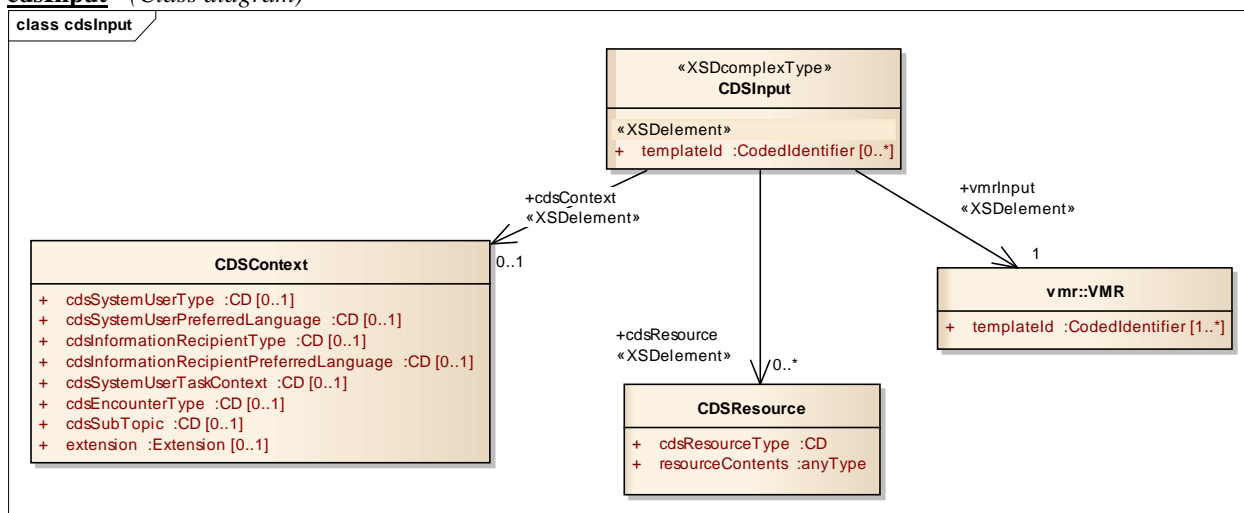 cdsInput (Class diagram)
class cdsInput
«XSDcomplexType»
CDSInput
«XSDelement»
+ templateId :CodedIdentifier [0..*]
+cdsContext
«XSDelement»
0..1
+vmrInput
«XSDelement»
1
CDSContext
+ cdsSystemUserType :CD [0..1]
+ cdsSystemUserPreferredLanguage :CD [0..1]
+ cdsInformationRecipientType :CD [0..1]
+ cdsInformationRecipientPreferredLanguage :CD [0..1]
+ cdsSystemUserTaskContext :CD [0..1]
+ cdsEncounterType :CD [0..1]
+ cdsSubTopic :CD [0..1]
+ extension :Extension [0..1]
vmr::VMR
+ templateId :CodedIdentifier [1..*]
+cdsResource
«XSDelement»
0..*
CDSResource
+ cdsResourceType :CD
+ resourceContents :anyType